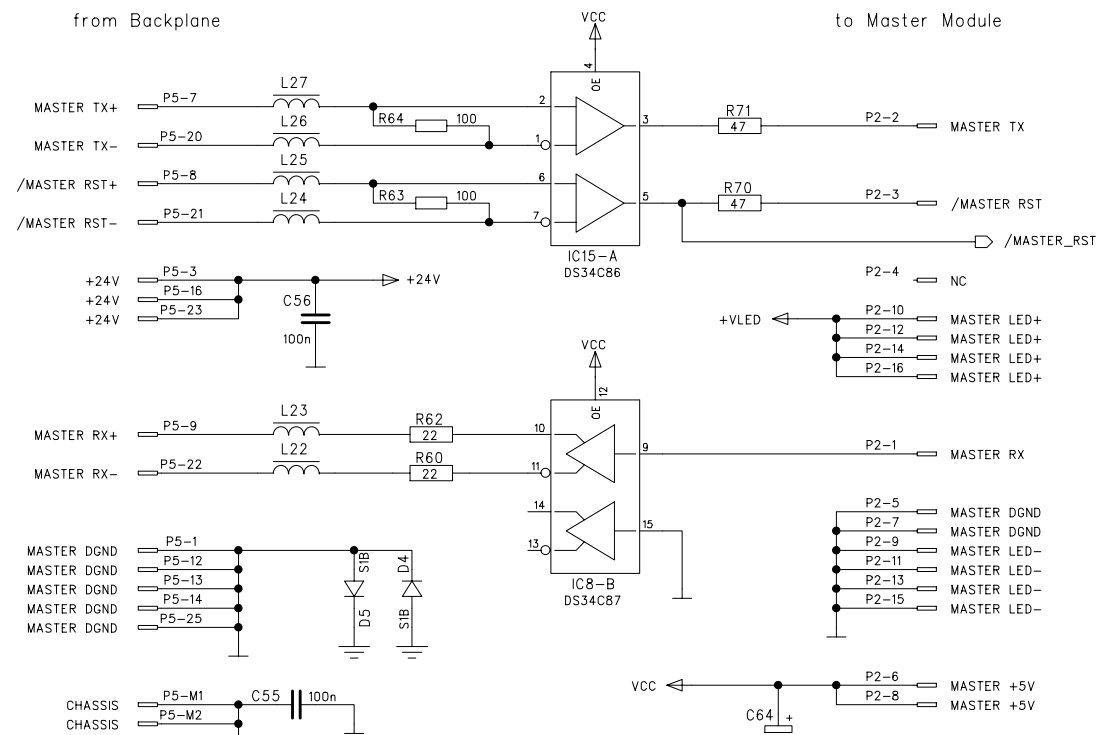 from Backplane
VCC
to Master Module
4
OE
L27
MASTER TX+ P5-7
2
R64 100
3
R71
47
P2-2 MASTER TX
L26
MASTER TX- P5-20
1
L25
/MASTER RST+ P5-8
6
R63 100
5
R70
47
P2-3 /MASTER RST
L24
/MASTER RST- P5-21
7
/MASTER_RST
IC15-A
DS34C86
+24V P5-3
+24V
+24V P5-16
+24V P5-23
C56
100n
P2-4 NC
+VLED
P2-10 MASTER LED+
P2-12 MASTER LED+
P2-14 MASTER LED+
P2-16 MASTER LED+
VCC
12
OE
L23
MASTER RX+ P5-9
R62
22
10
L22
MASTER RX- P5-22
R60
22
11
9
P2-1 MASTER RX
14
15
13
IC8-B
DS34C87
P2-5 MASTER DGND
P2-7 MASTER DGND
P2-9 MASTER LED-
P2-11 MASTER LED-
P2-13 MASTER LED-
P2-15 MASTER LED-
MASTER DGND P5-1
MASTER DGND P5-12
MASTER DGND P5-13
MASTER DGND P5-14
MASTER DGND P5-25
S1B
D5
D4
S1B
CHASSIS P5-M1
CHASSIS P5-M2
C55 100n
VCC
P2-6 MASTER +5V
P2-8 MASTER +5V
C64 +